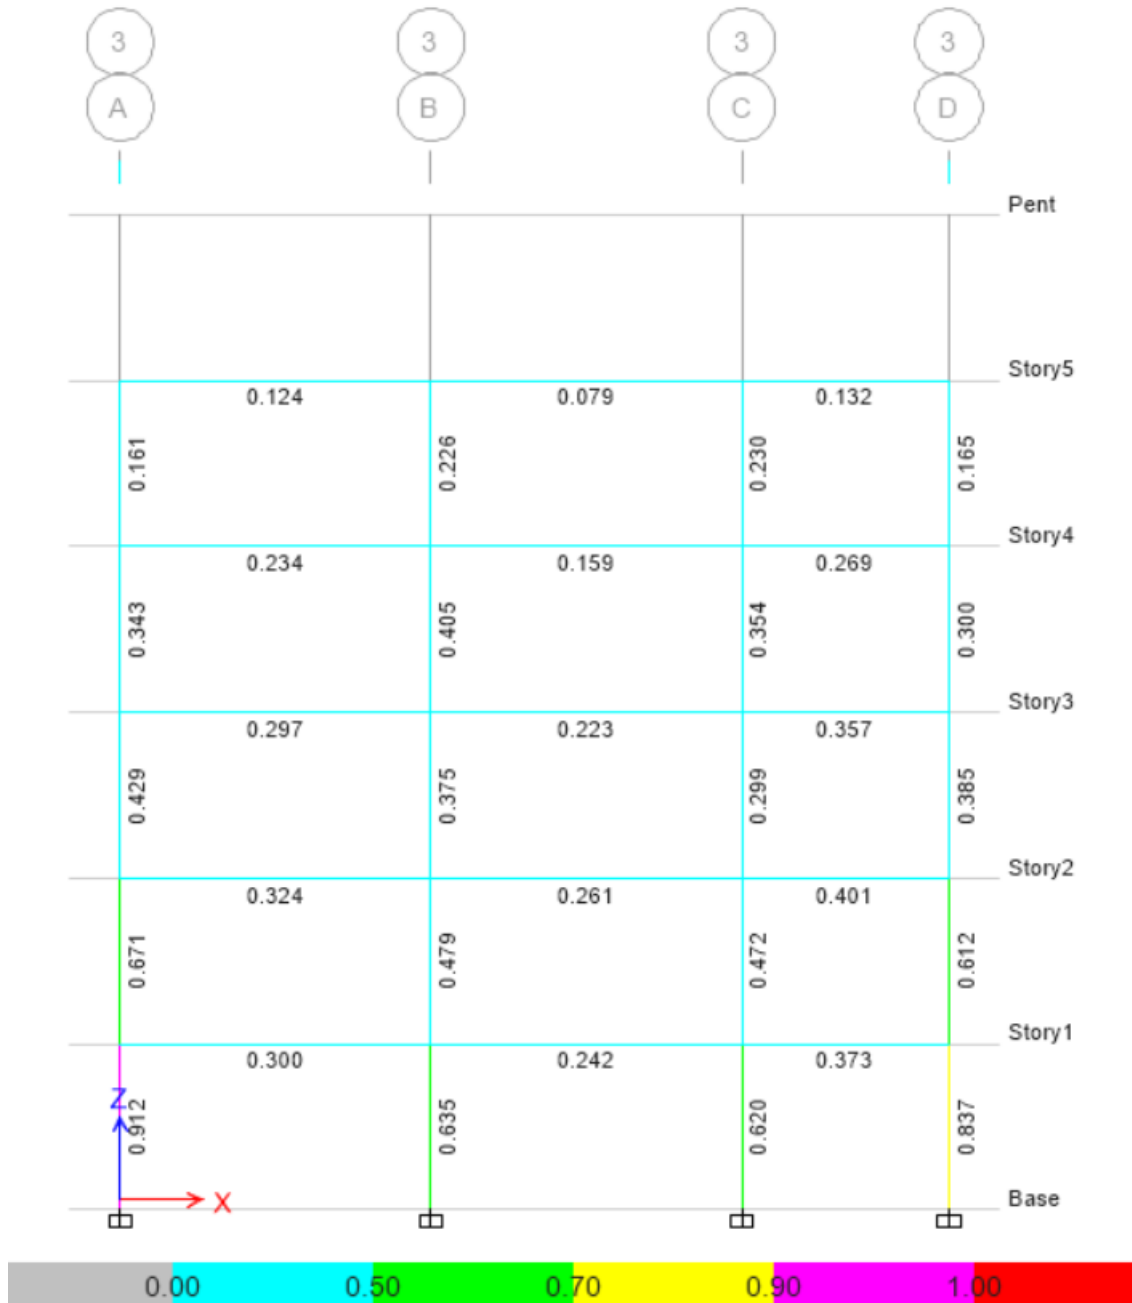 3 3 3 3
A B C D
Pent
Story5
0.124 0.079 0.132
0.161 0.226 0.230 0.165
Story4
0.234 0.159 0.269
0.343 0.405 0.354 0.300
Story3
0.297 0.223 0.357
0.429 0.375 0.299 0.385
Story2
0.324 0.261 0.401
0.671 0.479 0.472 0.612
Story1
0.300 0.242 0.373
Z
0.912 0.635 0.620 0.837
X
Base
0.00 0.50 0.70 0.90 1.00